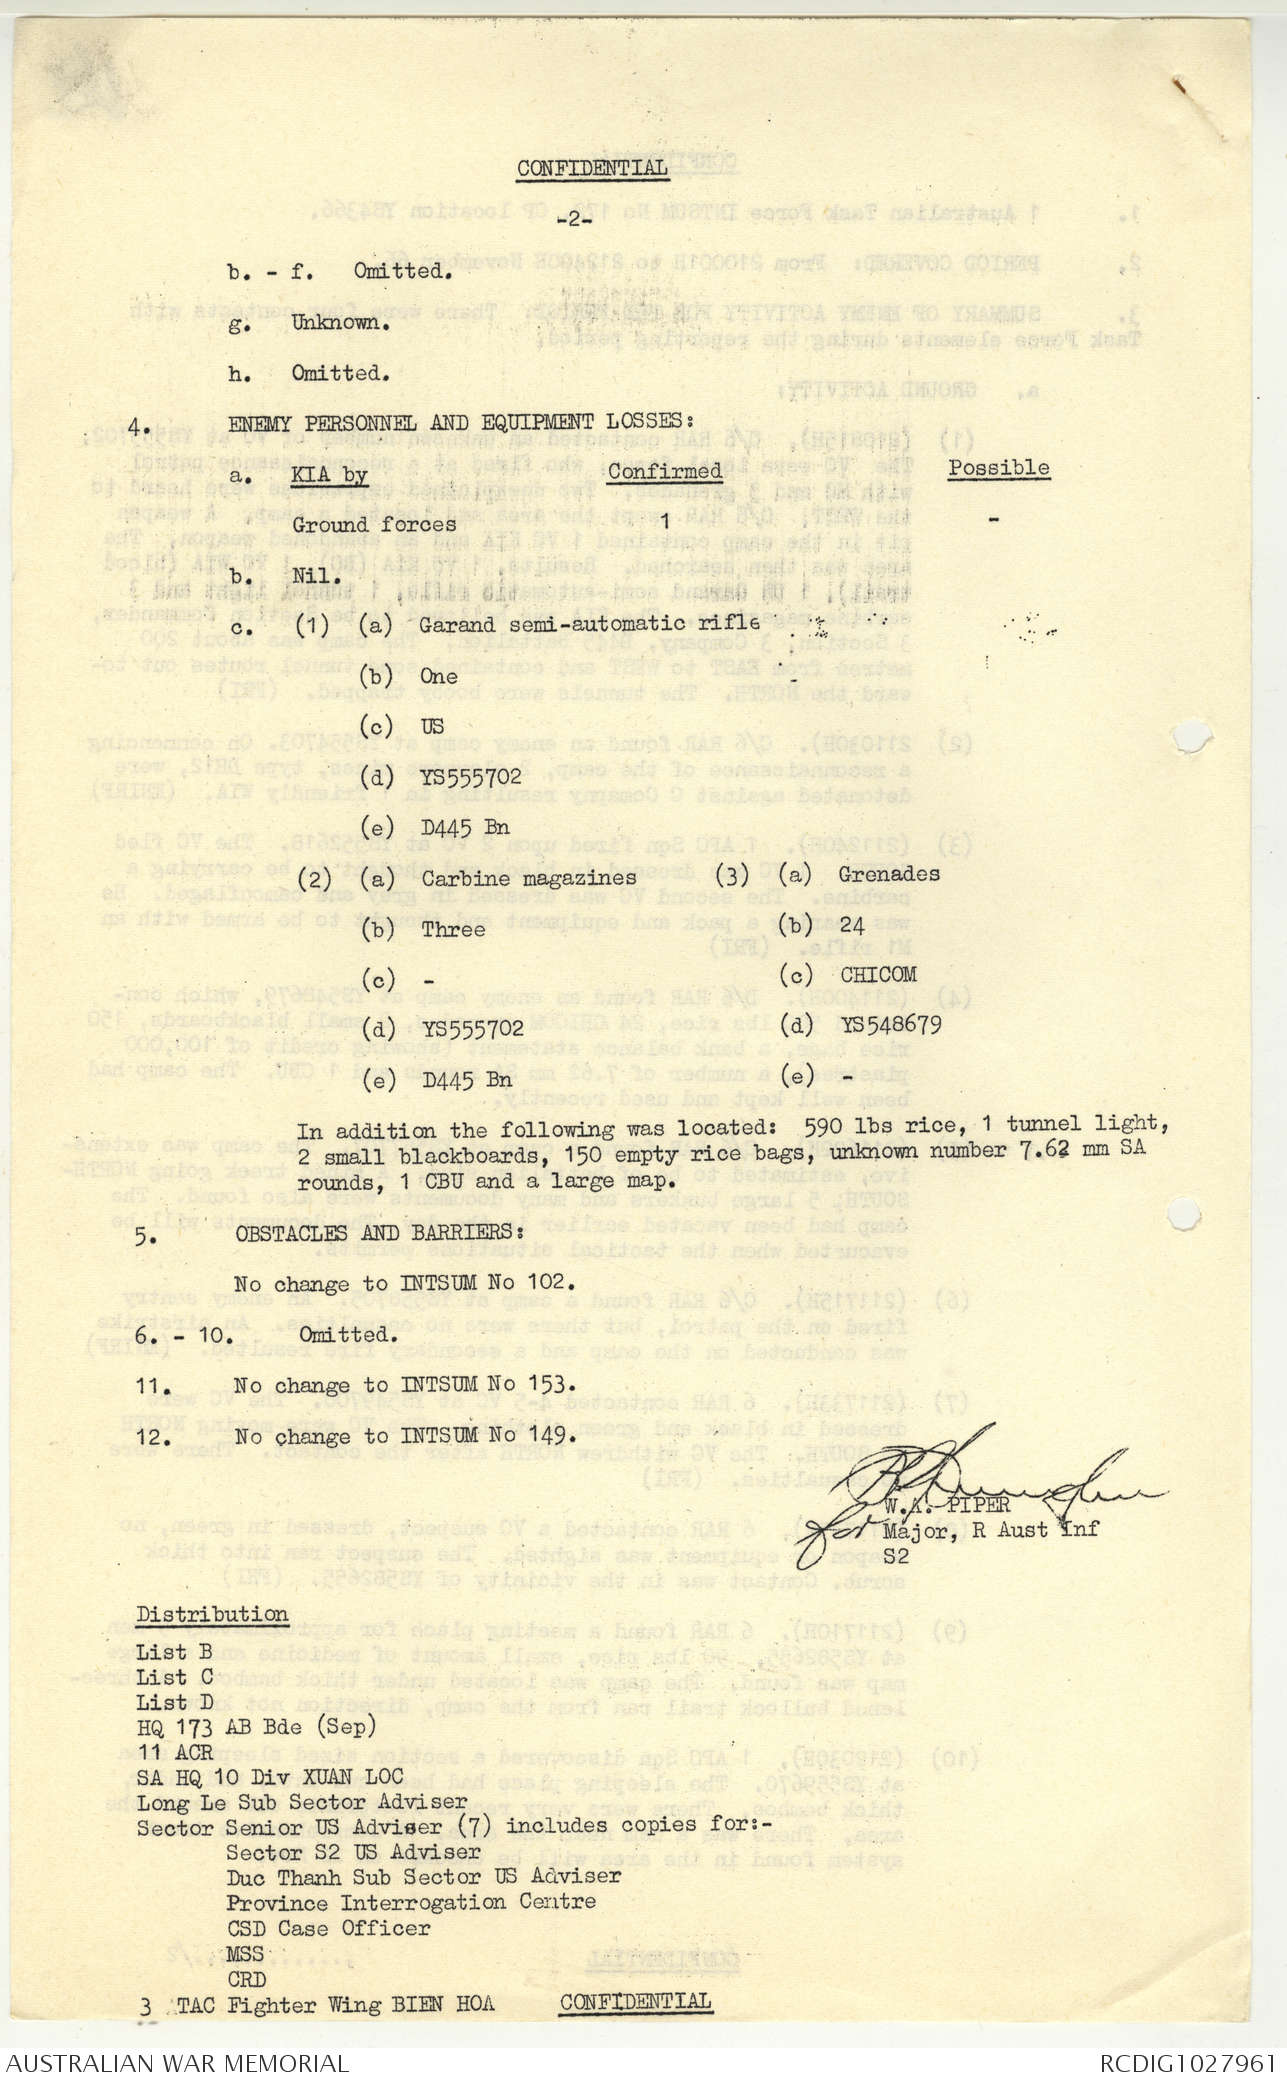 CONFIDENTIAL
-2-
b. - f. Omitted.
g. Unknown.
h. Omitted.
4. ENEMY PERSONNEL AND EQUIPMENT LOSSES:
a. KIA by Confirmed Possible
Ground forces 1 -
b. Nil.
c. (1) (a) Garand semi-automatic rifle
(b) One
(c) US
(d) YS555702
(e) D445 Bn
(2) (a) Carbine magazines (3) (a) Grenades
(b) Three (b) 24
(c) - (c) CHICOM
(d) YS555702 (d) YS548679
(e) D445 Bn (e) -
In addition the following was located: 590 lbs rice, 1 tunnel light,
2 small blackboards, 150 empty rice bags, unknown number 7.62 mm SA
rounds, 1 CBU and a large map.
5. OBSTACLES AND BARRIERS:
No change to INTSUM No 102.
6. - 10. Omitted.
11. No change to INTSUM No 153.
12. No change to INTSUM No 149.
W.A. PIPER
for Major, R Aust Inf
S2
Distribution
List B
List C
List D
HQ 173 AB Bde (Sep)
11 ACR
SA HQ 10 Div XUAN LOC
Long Le Sub Sector Adviser
Sector Senior US Adviser (7) includes copies for:-
Sector S2 US Adviser
Duc Thanh Sub Sector US Adviser
Province Interrogation Centre
CSD Case Officer
MSS
CRD
3 TAC Fighter Wing BIEN HOA CONFIDENTIAL
AUSTRALIAN WAR MEMORIAL RCDIG1027961